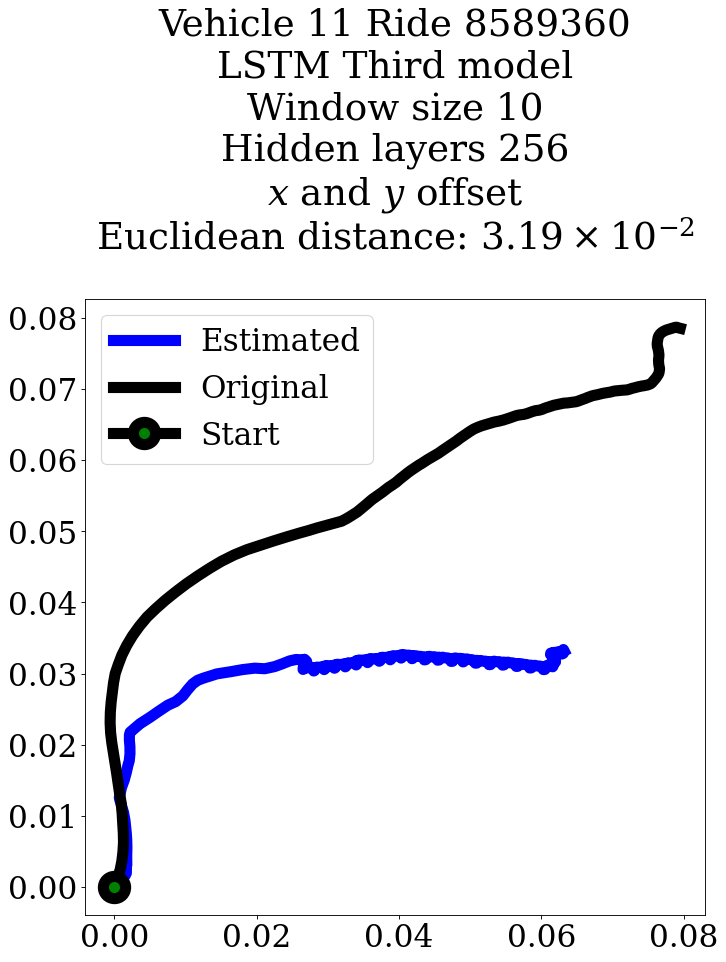 Vehicle 11 Ride 8589360
LSTM Third model
Window size 10
Hidden layers 256
x and y offset
Euclidean distance: 3.19 × 10⁻²
Estimated
Original
Start
0.08
0.07
0.06
0.05
0.04
0.03
0.02
0.01
0.00
0.00 0.02 0.04 0.06 0.08